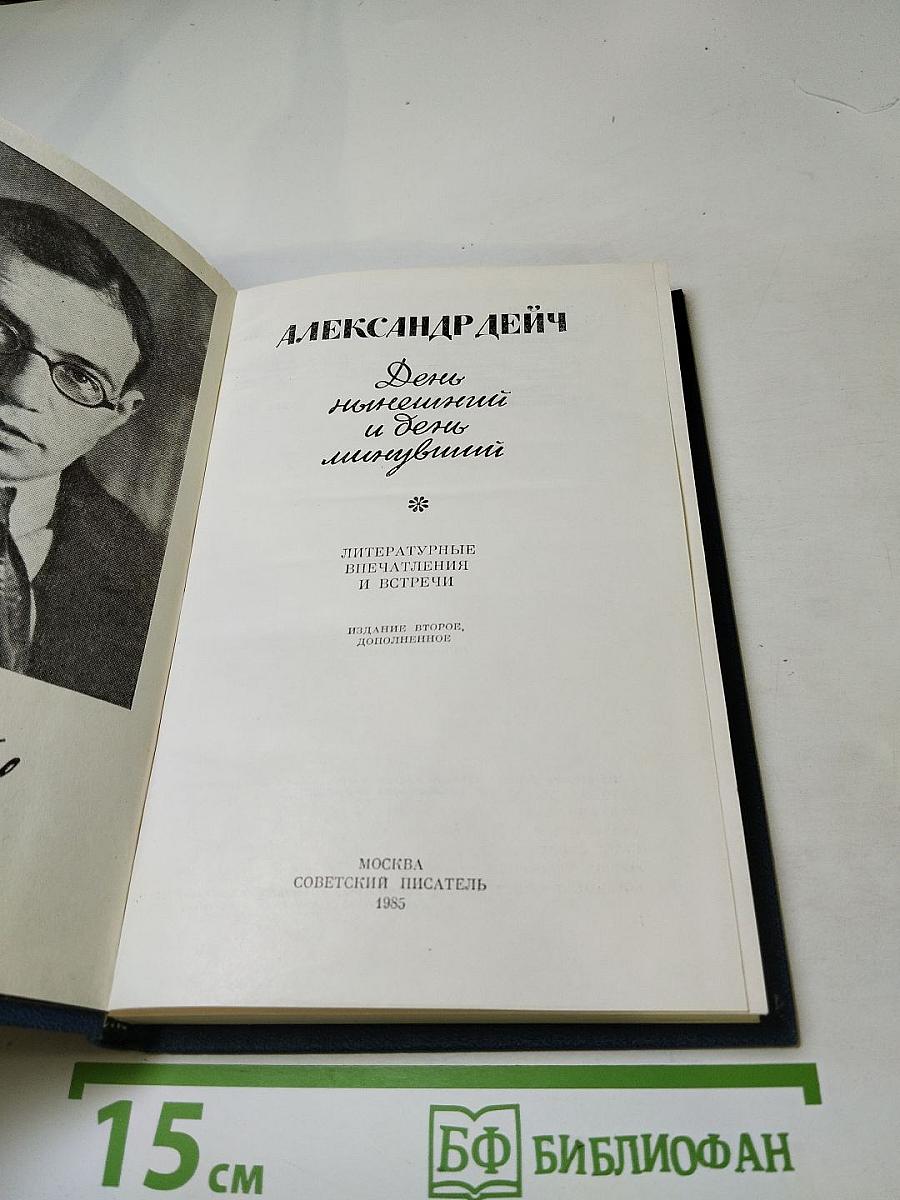 АЛЕКСАНДР ДЕЙЧ
День
нынешний
и день
минувший
ЛИТЕРАТУРНЫЕ
ВПЕЧАТЛЕНИЯ
И ВСТРЕЧИ
ИЗДАНИЕ ВТОРОЕ,
ДОПОЛНЕННОЕ
МОСКВА
СОВЕТСКИЙ ПИСАТЕЛЬ
1985
15 см
БФ БИБЛИОФАН